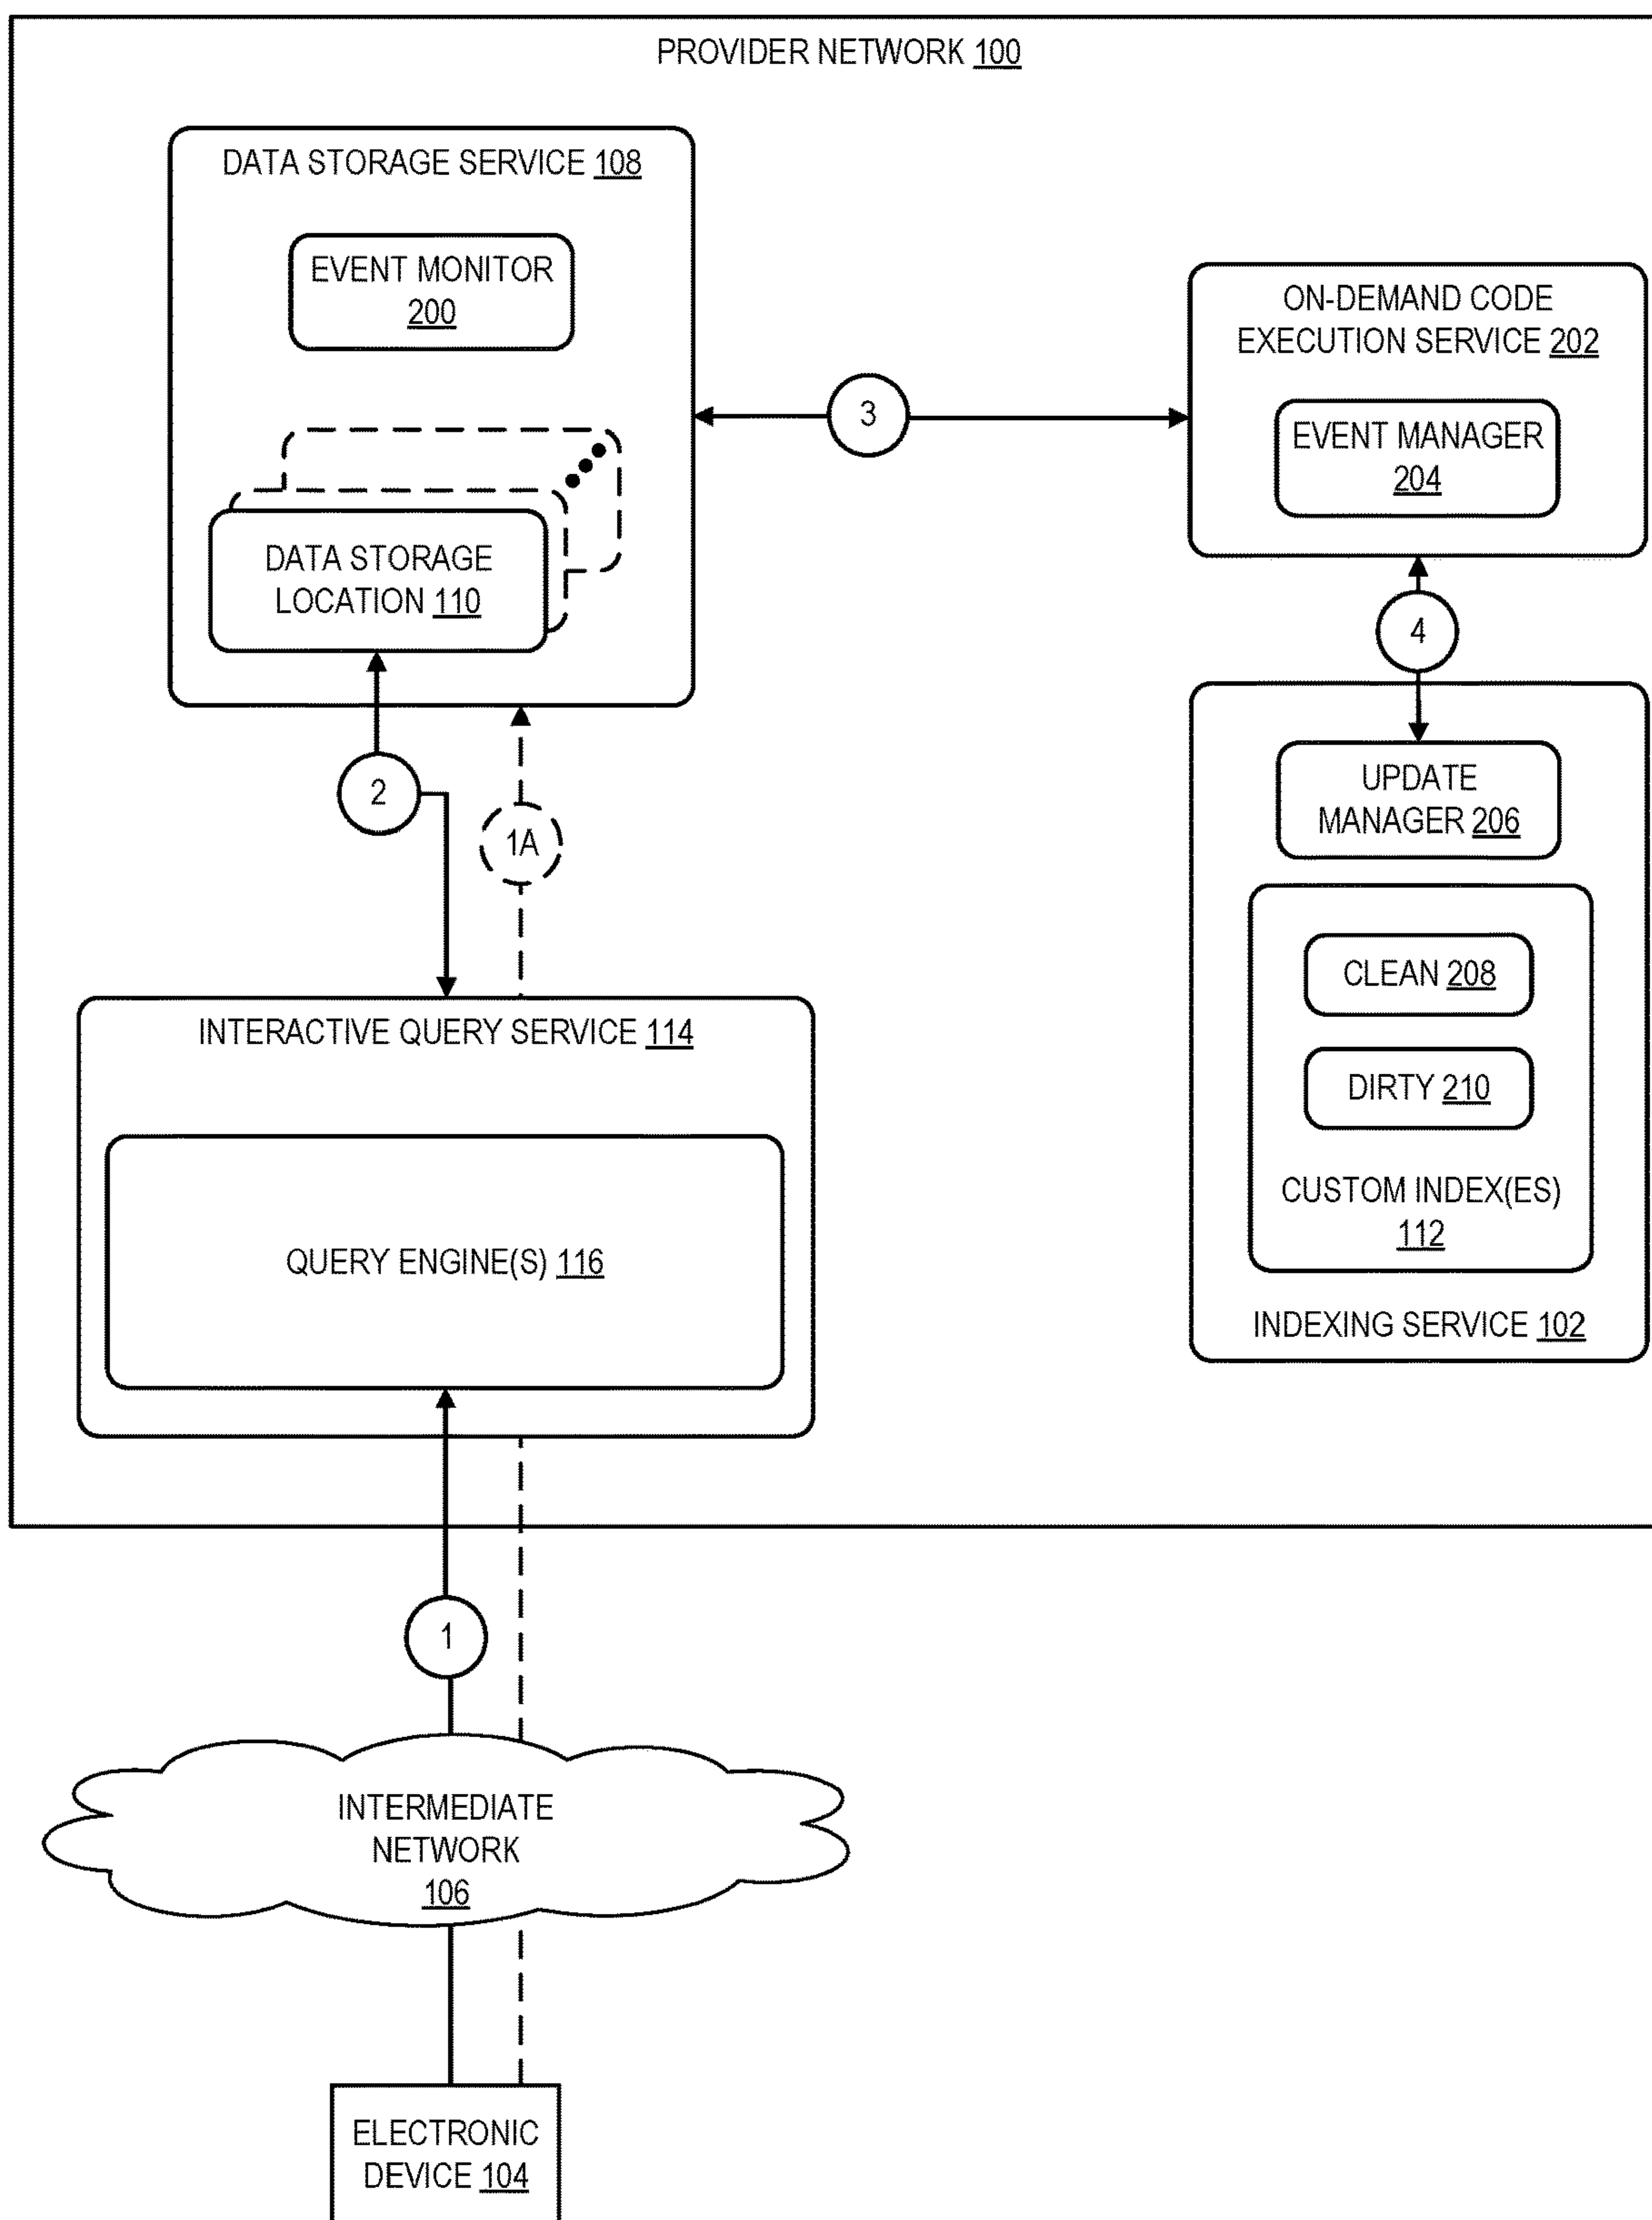 PROVIDER NETWORK 100
DATA STORAGE SERVICE 108
EVENT MONITOR
200
DATA STORAGE
LOCATION 110
3
ON-DEMAND CODE
EXECUTION SERVICE 202
EVENT MANAGER
204
4
UPDATE
MANAGER 206
CLEAN 208
DIRTY 210
CUSTOM INDEX(ES)
112
INDEXING SERVICE 102
2
1A
INTERACTIVE QUERY SERVICE 114
QUERY ENGINE(S) 116
1
INTERMEDIATE
NETWORK
106
ELECTRONIC
DEVICE 104